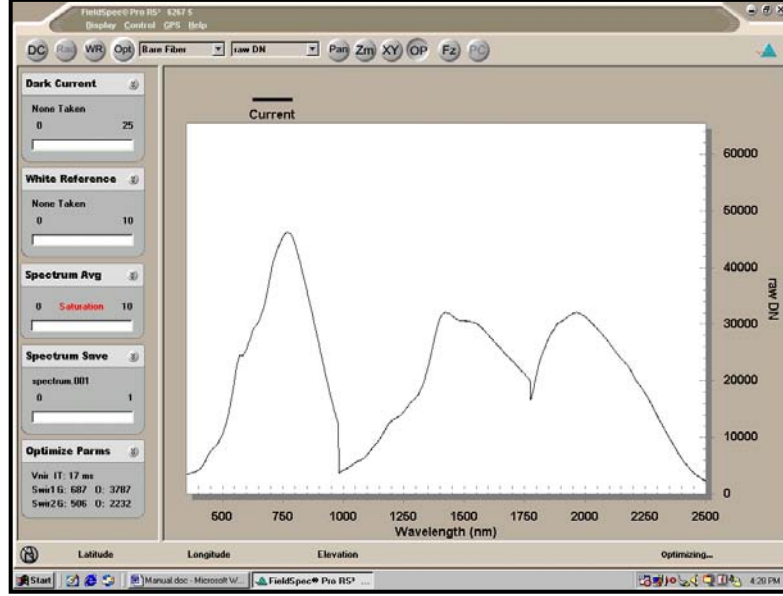 FieldSpec® Pro RS³ 6267 5
Display Control GPS Help
DC Rad WR Opt Bare Fiber raw DN Pan Zm XY OP Fz PC
Dark Current
None Taken
0 25
White Reference
None Taken
0 10
Spectrum Avg
0 Saturation 10
Spectrum Save
spectrum.001
0 1
Optimize Parms
Vnir IT: 17 ms
Swir1 G: 687 O: 3787
Swir2 G: 506 O: 2232
Current
60000
50000
40000
30000
20000
10000
0
raw DN
500 750 1000 1250 1500 1750 2000 2250 2500
Wavelength (nm)
Latitude Longitude Elevation Optimizing...
Start Manual.doc - Microsoft W... FieldSpec® Pro RS³ ... 4:20 PM